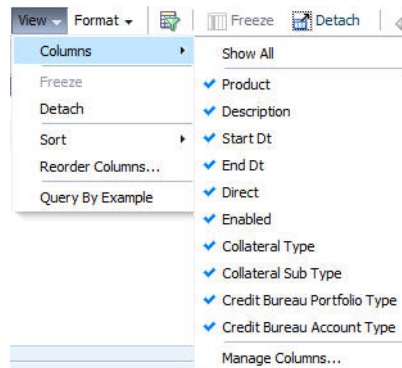 View Format Freeze Detach
Columns
Show All
Freeze
Product
Detach
Description
Sort
Start Dt
Reorder Columns...
End Dt
Query By Example
Direct
Enabled
Collateral Type
Collateral Sub Type
Credit Bureau Portfolio Type
Credit Bureau Account Type
Manage Columns...